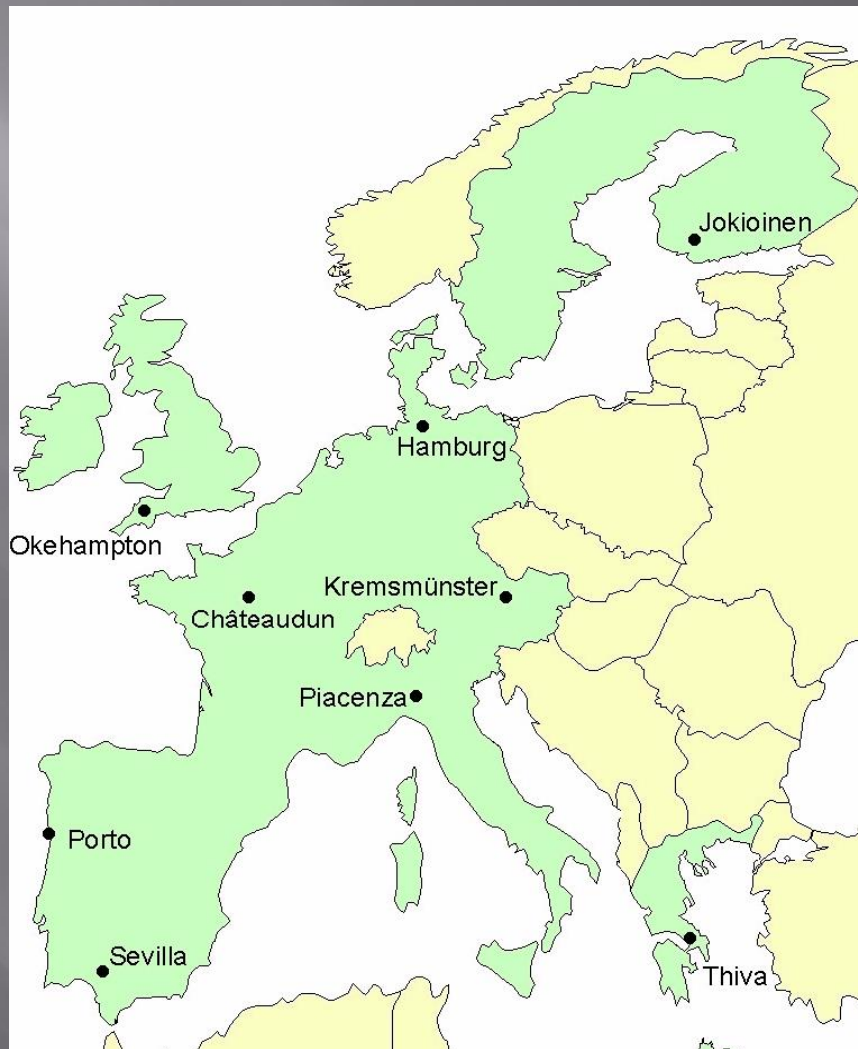 Jokioinen
Hamburg
Okehampton
Kremsmünster
Châteaudun
Piacenza
Porto
Sevilla
Thiva